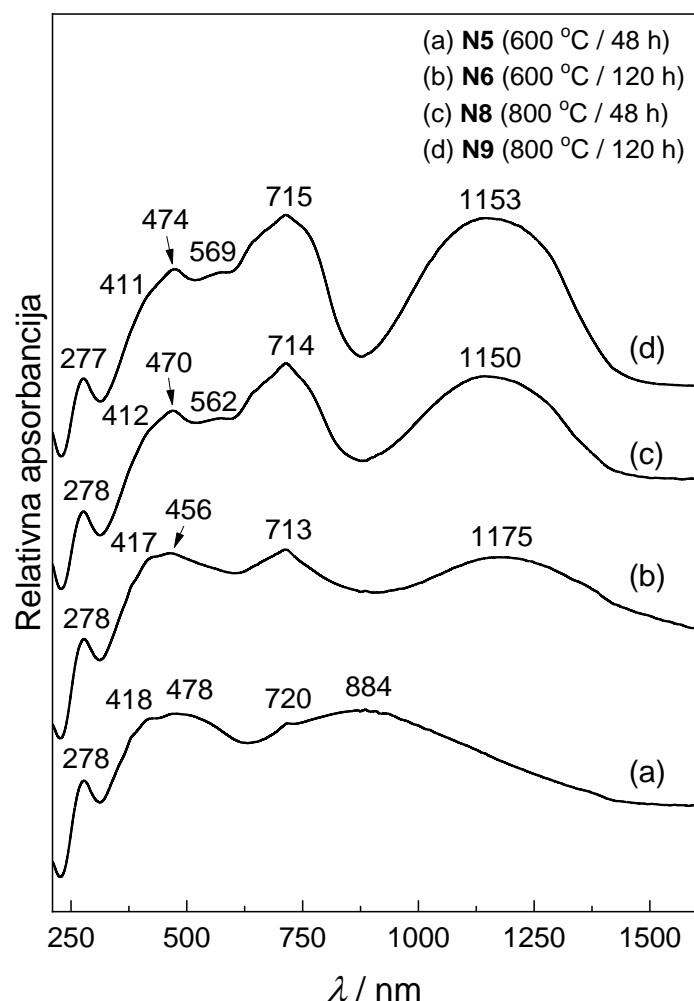 (a) N5 (600 °C / 48 h)
(b) N6 (600 °C / 120 h)
(c) N8 (800 °C / 48 h)
(d) N9 (800 °C / 120 h)
Relativna apsorbancija
277
411
474
569
715
1153
(d)
278
412
470
562
714
1150
(c)
278
417
456
713
1175
(b)
278
418
478
720
884
(a)
250 500 750 1000 1250 1500
λ / nm